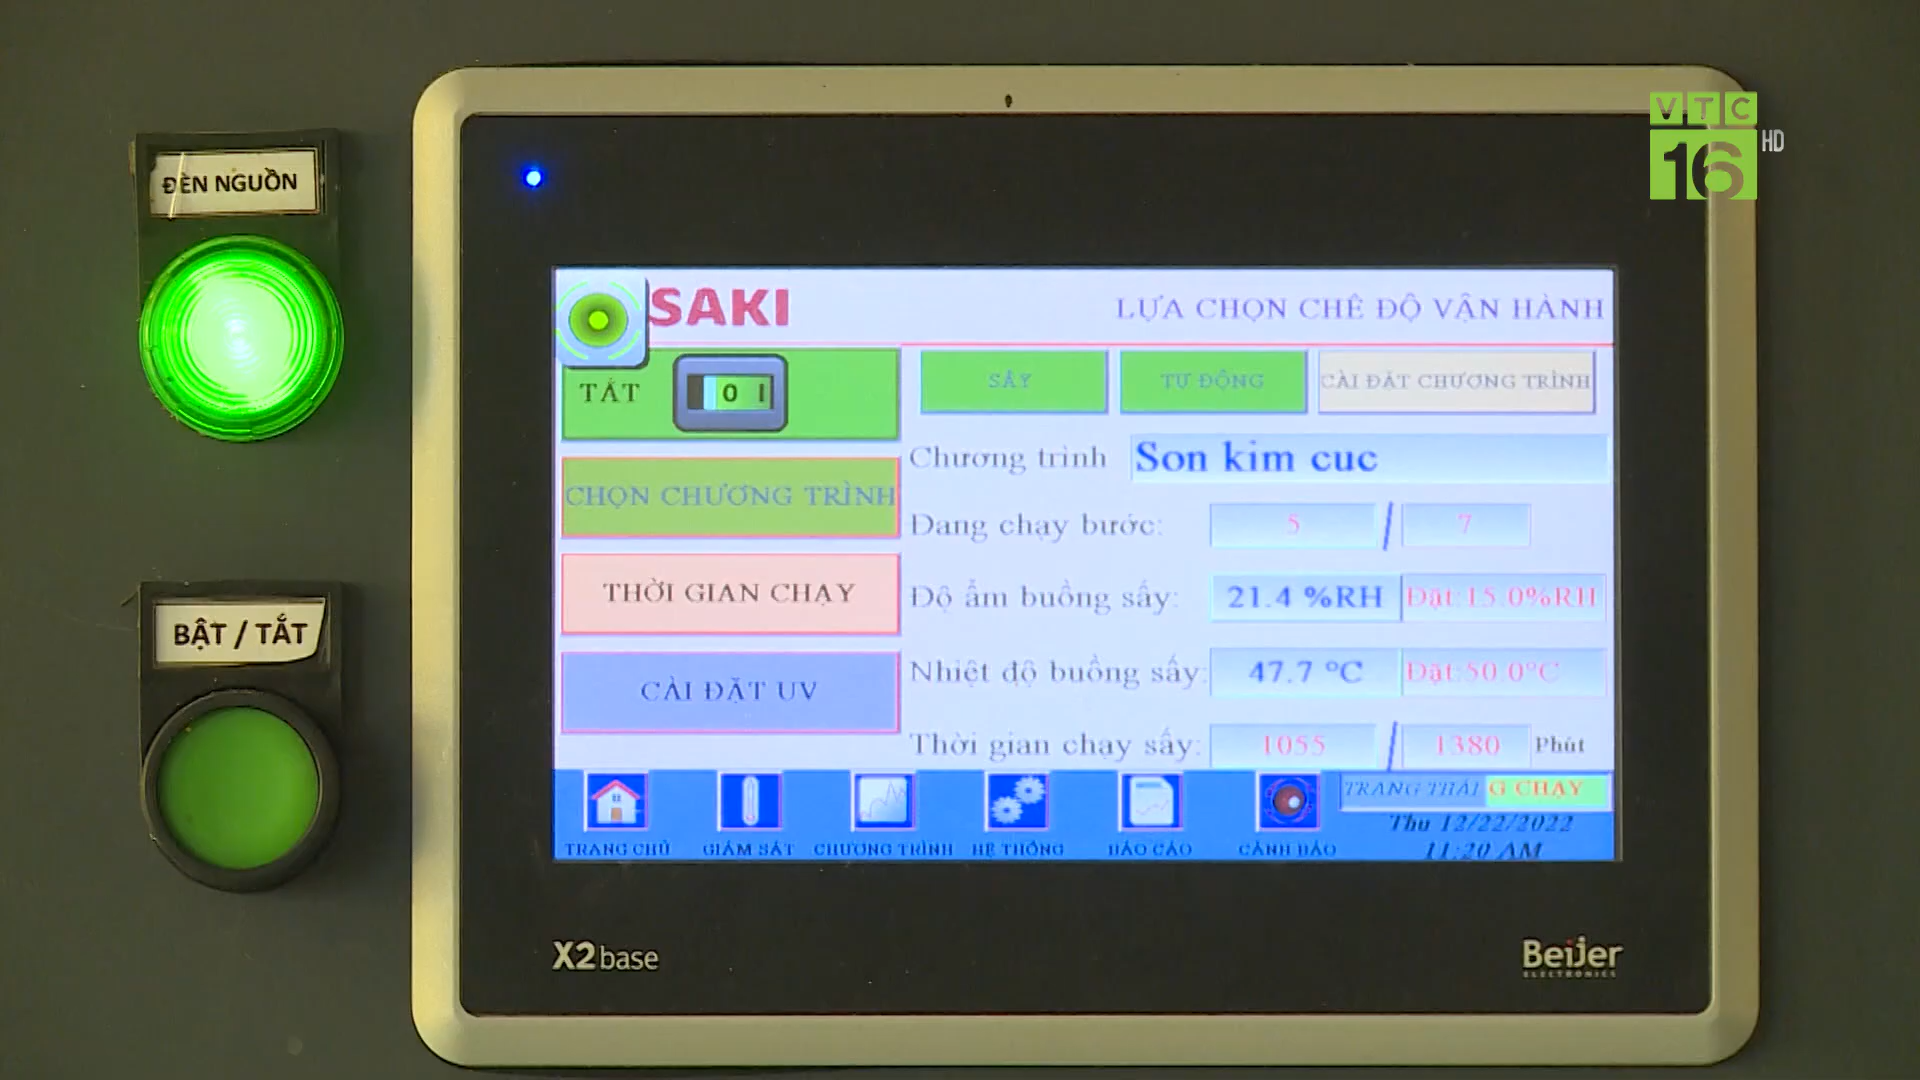 VTC
16 HD
ĐÈN NGUỒN
BẬT / TẮT
SAKI
LỰA CHỌN CHẾ ĐỘ VẬN HÀNH
TẮT
0 I
SẤY
TỰ ĐỘNG
CÀI ĐẶT CHƯƠNG TRÌNH
CHỌN CHƯƠNG TRÌNH
THỜI GIAN CHẠY
CÀI ĐẶT UV
Chương trình Son kim cuc
Đang chạy bước: 5 / 7
Độ ẩm buồng sấy: 21.4 %RH Đặt:15.0%RH
Nhiệt độ buồng sấy: 47.7 °C Đặt:50.0°C
Thời gian chạy sấy: 1055 / 1380 Phút
TRANG CHỦ
GIÁM SÁT
CHƯƠNG TRÌNH
HỆ THỐNG
BÁO CÁO
CẢNH BÁO
TRANG THÁI G CHẠY
Thu 12/22/2022
11:20 AM
X2 base
Beijer
ELECTRONICS